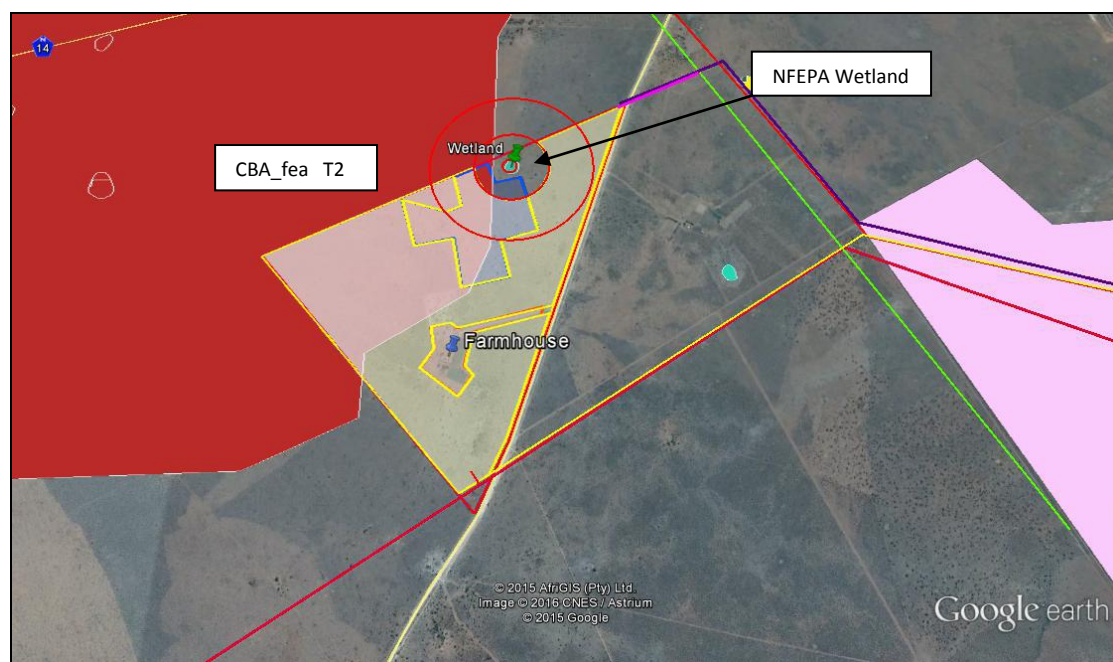 N
14
NFEPA Wetland
Wetland
CBA_fea T2
Farmhouse
© 2015 AfriGIS (Pty) Ltd.
Image © 2016 CNES / Astrium
© 2015 Google
Google earth